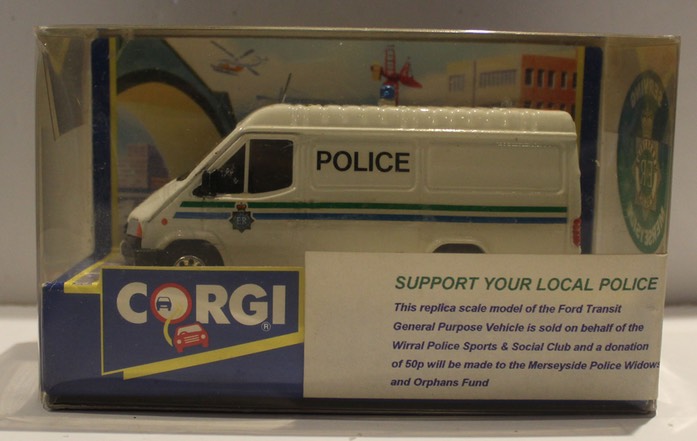 POLICE
CORGI
®
SUPPORT YOUR LOCAL POLICE
This replica scale model of the Ford Transit
General Purpose Vehicle is sold on behalf of the
Wirral Police Sports & Social Club and a donation
of 50p will be made to the Merseyside Police Widows
and Orphans Fund